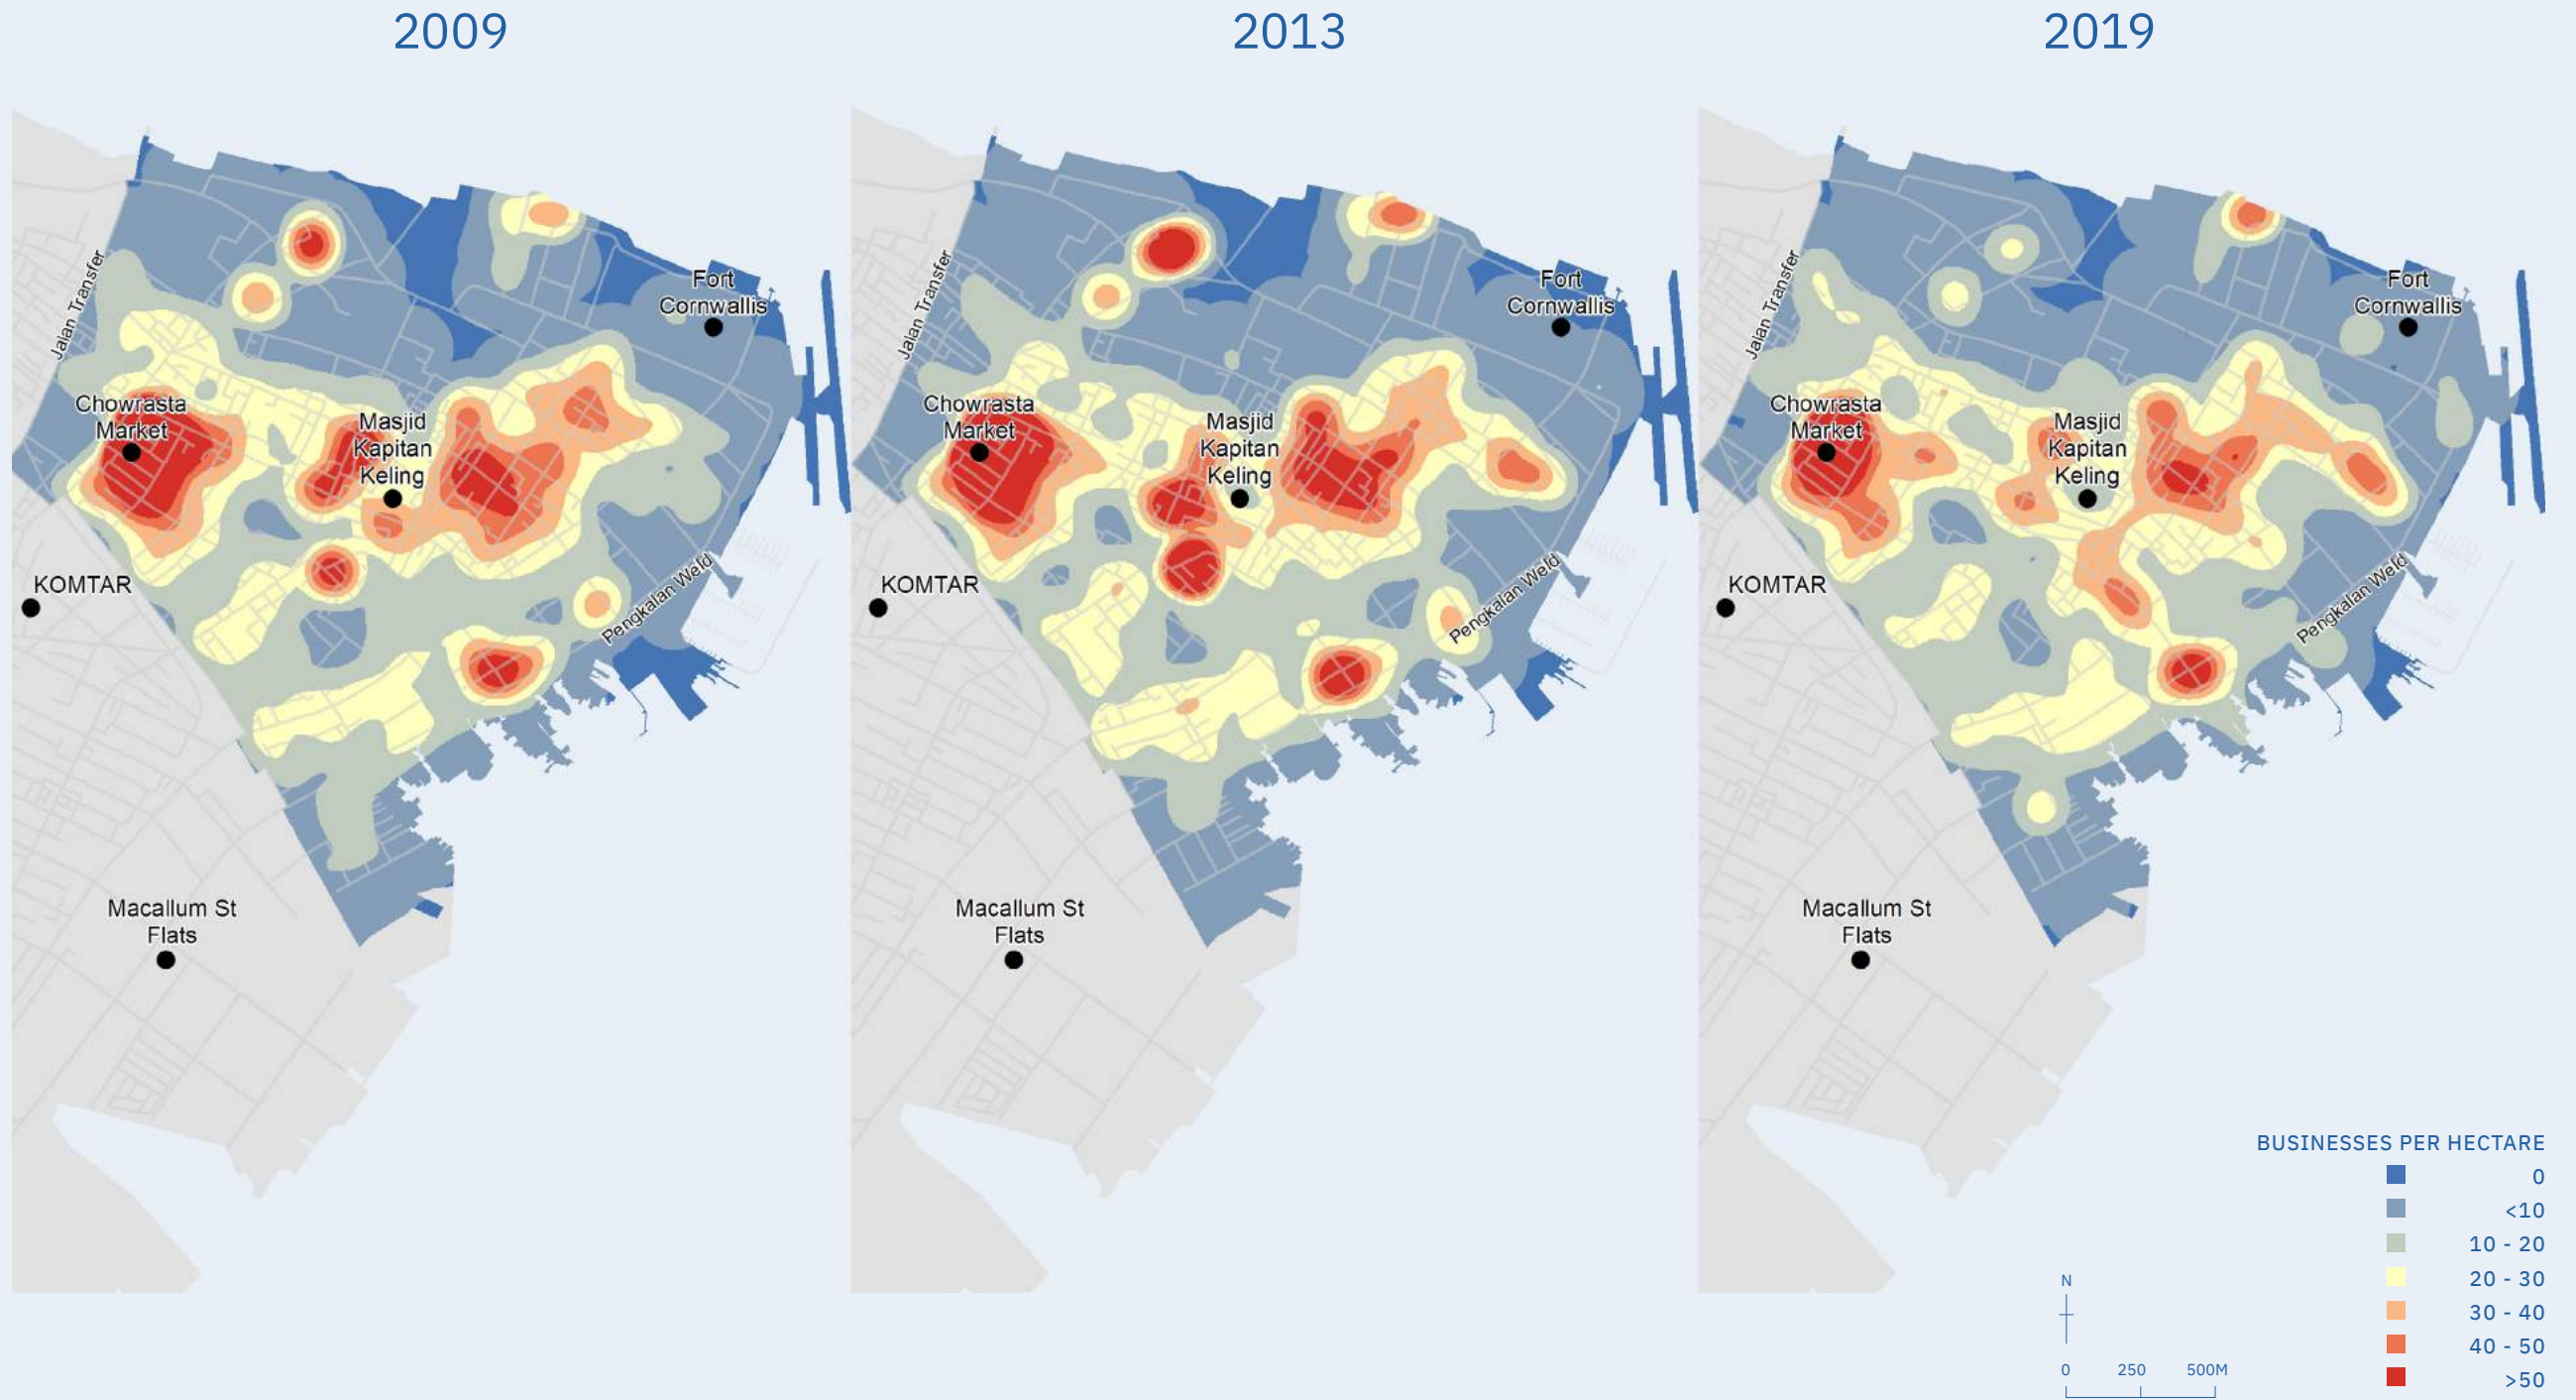 2009
2013
2019
Jalan Transfer
Fort
Cornwallis
Chowrasta
Market
Masjid
Kapitan
Keling
KOMTAR
Pengkalan Weld
Macallum St
Flats
Jalan Transfer
Fort
Cornwallis
Chowrasta
Market
Masjid
Kapitan
Keling
KOMTAR
Pengkalan Weld
Macallum St
Flats
Jalan Transfer
Fort
Cornwallis
Chowrasta
Market
Masjid
Kapitan
Keling
KOMTAR
Pengkalan Weld
Macallum St
Flats
BUSINESSES PER HECTARE
0
<10
10 - 20
20 - 30
30 - 40
40 - 50
>50
N
0 250 500M